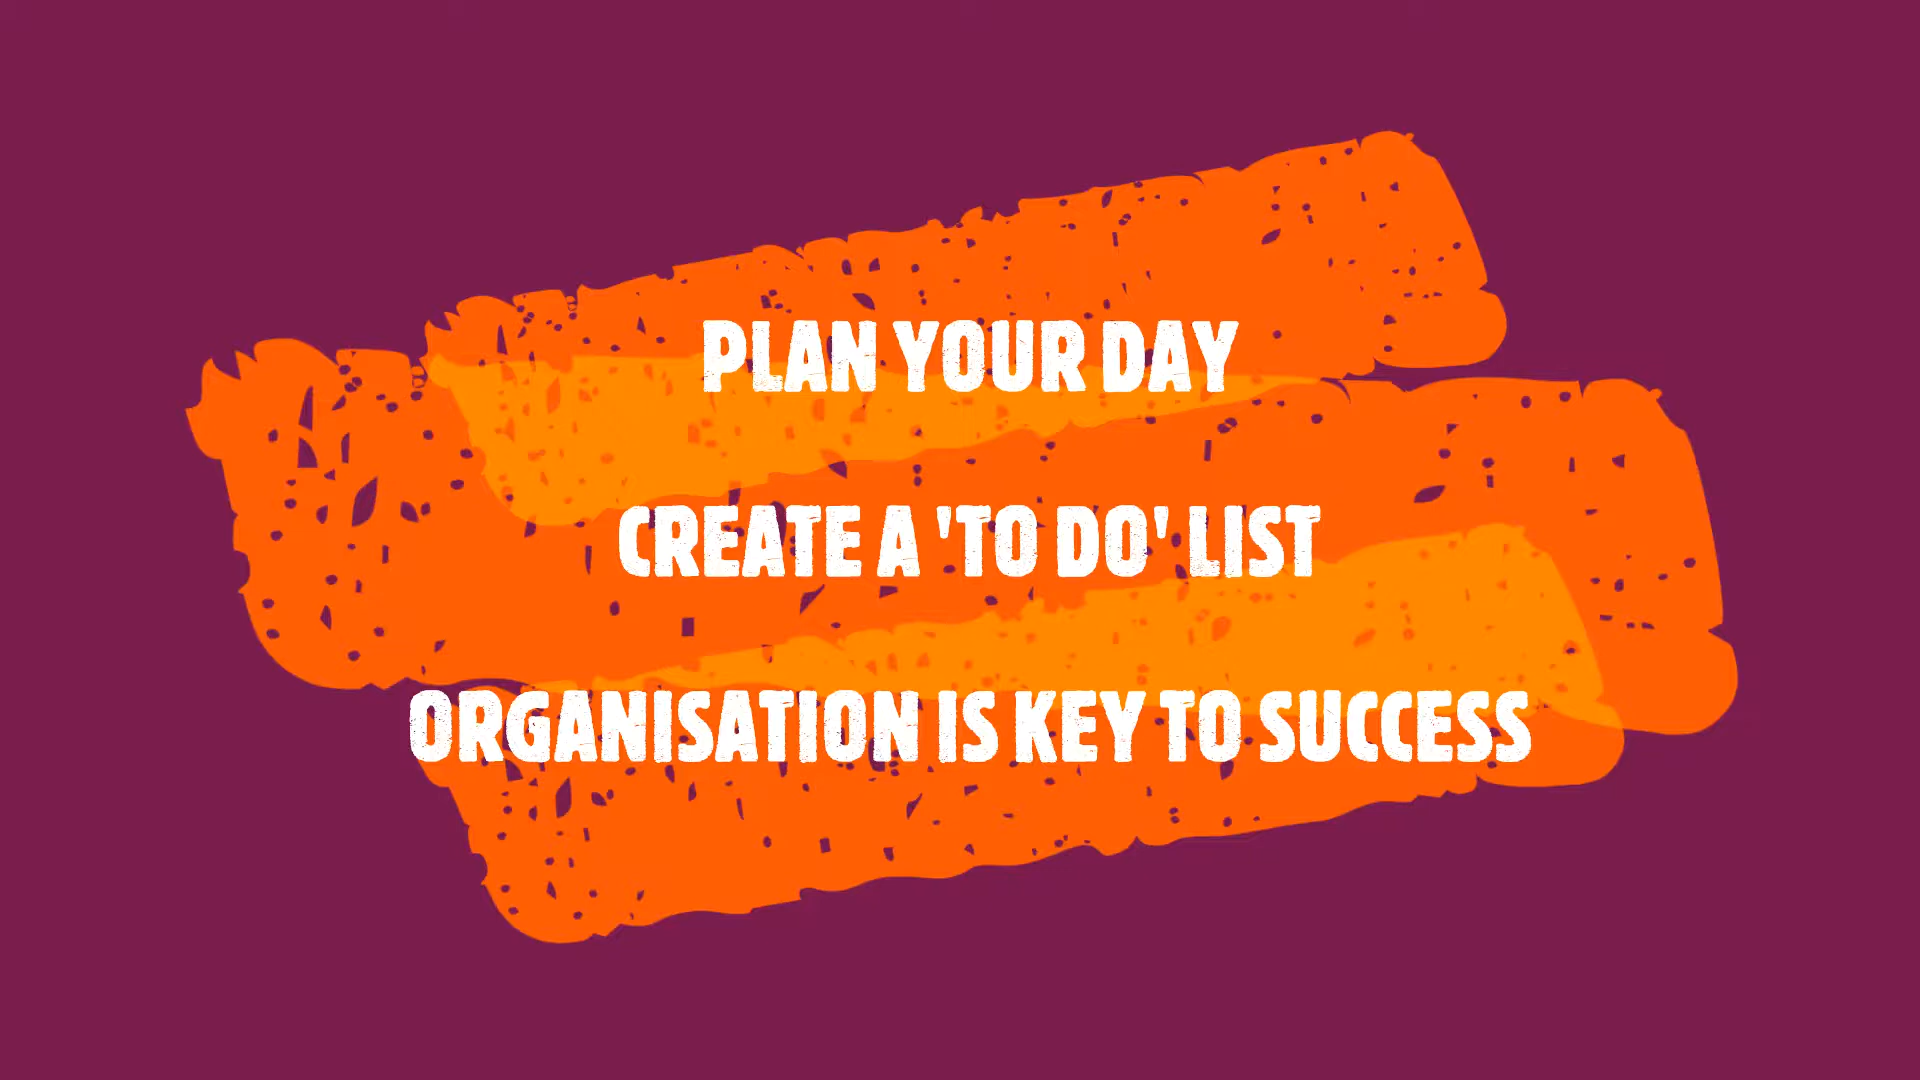 PLAN YOUR DAY
CREATE A 'TO DO' LIST
ORGANISATION IS KEY TO SUCCESS